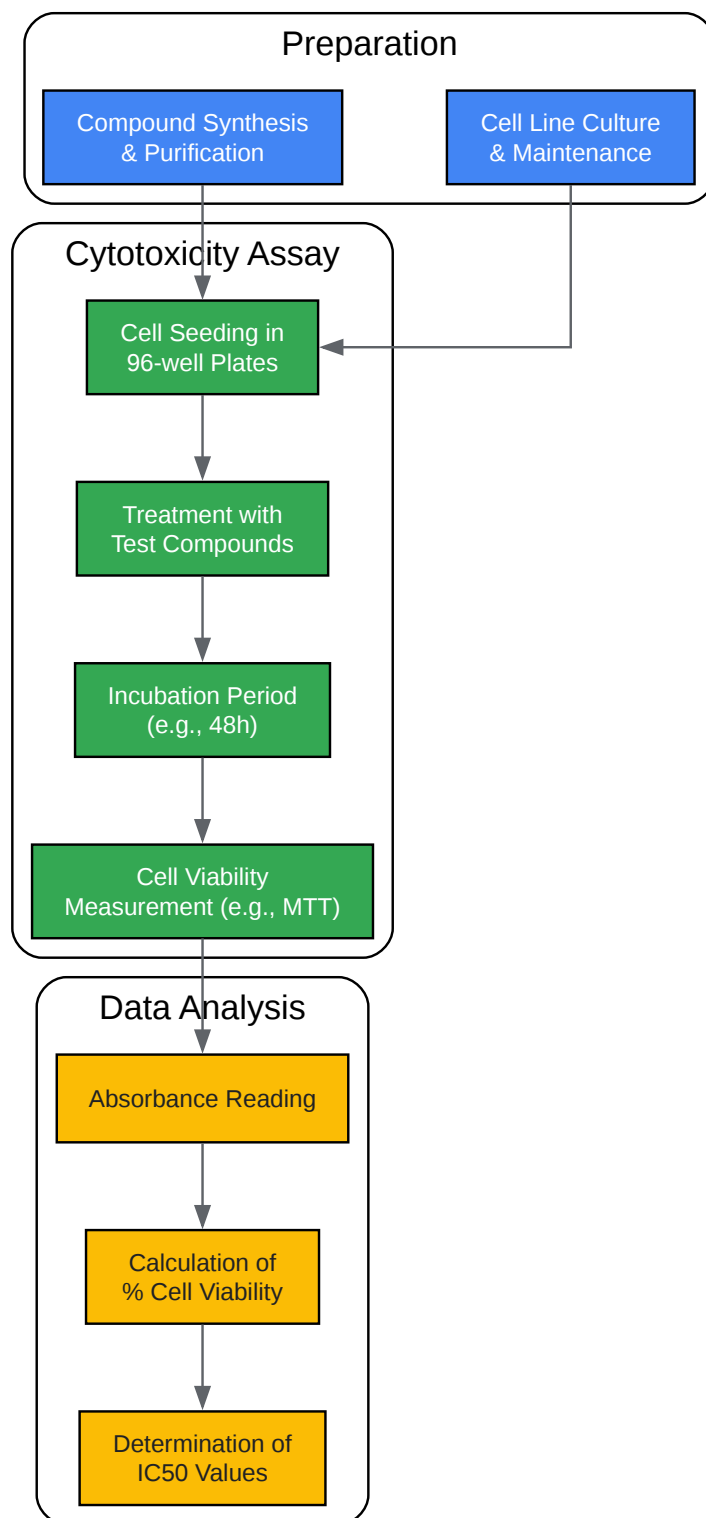 Preparation
Compound Synthesis
& Purification
Cell Line Culture
& Maintenance
Cytotoxicity Assay
Cell Seeding in
96-well Plates
Treatment with
Test Compounds
Incubation Period
(e.g., 48h)
Cell Viability
Measurement (e.g., MTT)
Data Analysis
Absorbance Reading
Calculation of
% Cell Viability
Determination of
IC50 Values